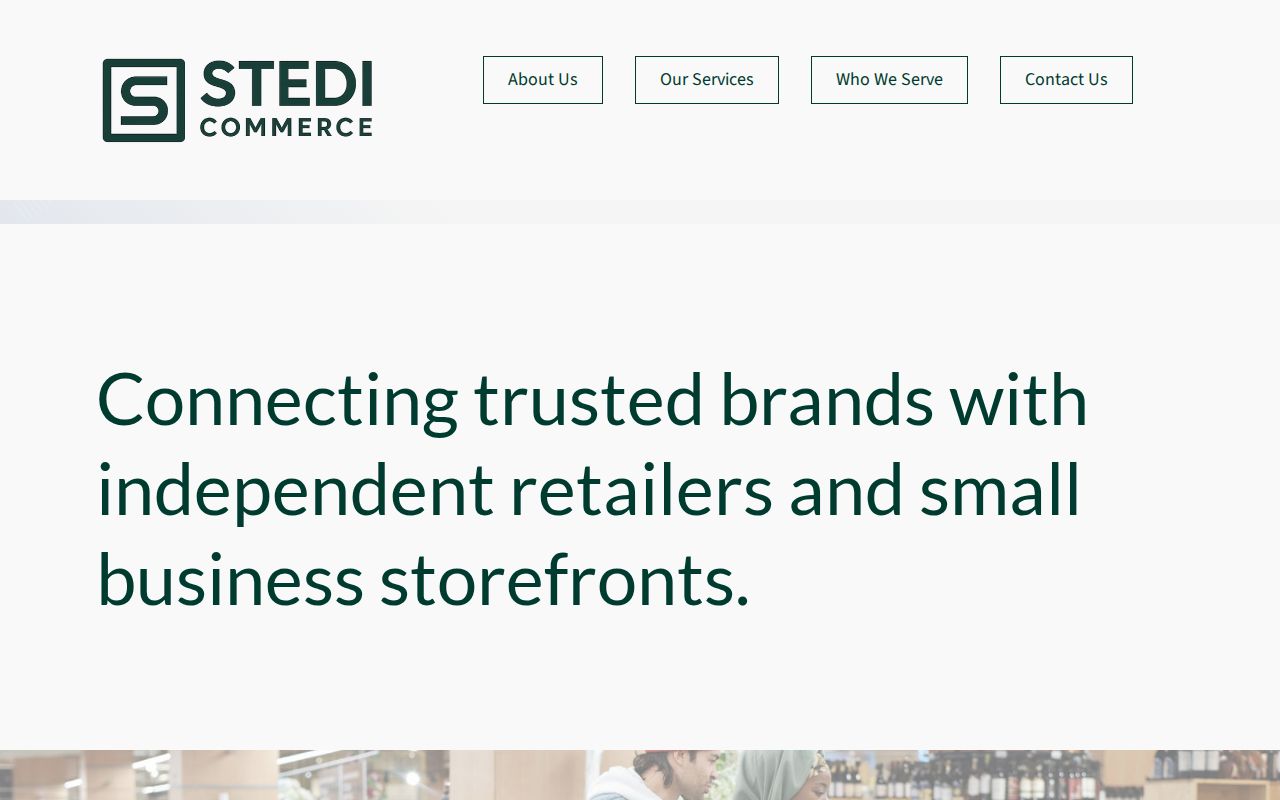 STEDI
COMMERCE
About Us
Our Services
Who We Serve
Contact Us
Connecting trusted brands with
independent retailers and small
business storefronts.